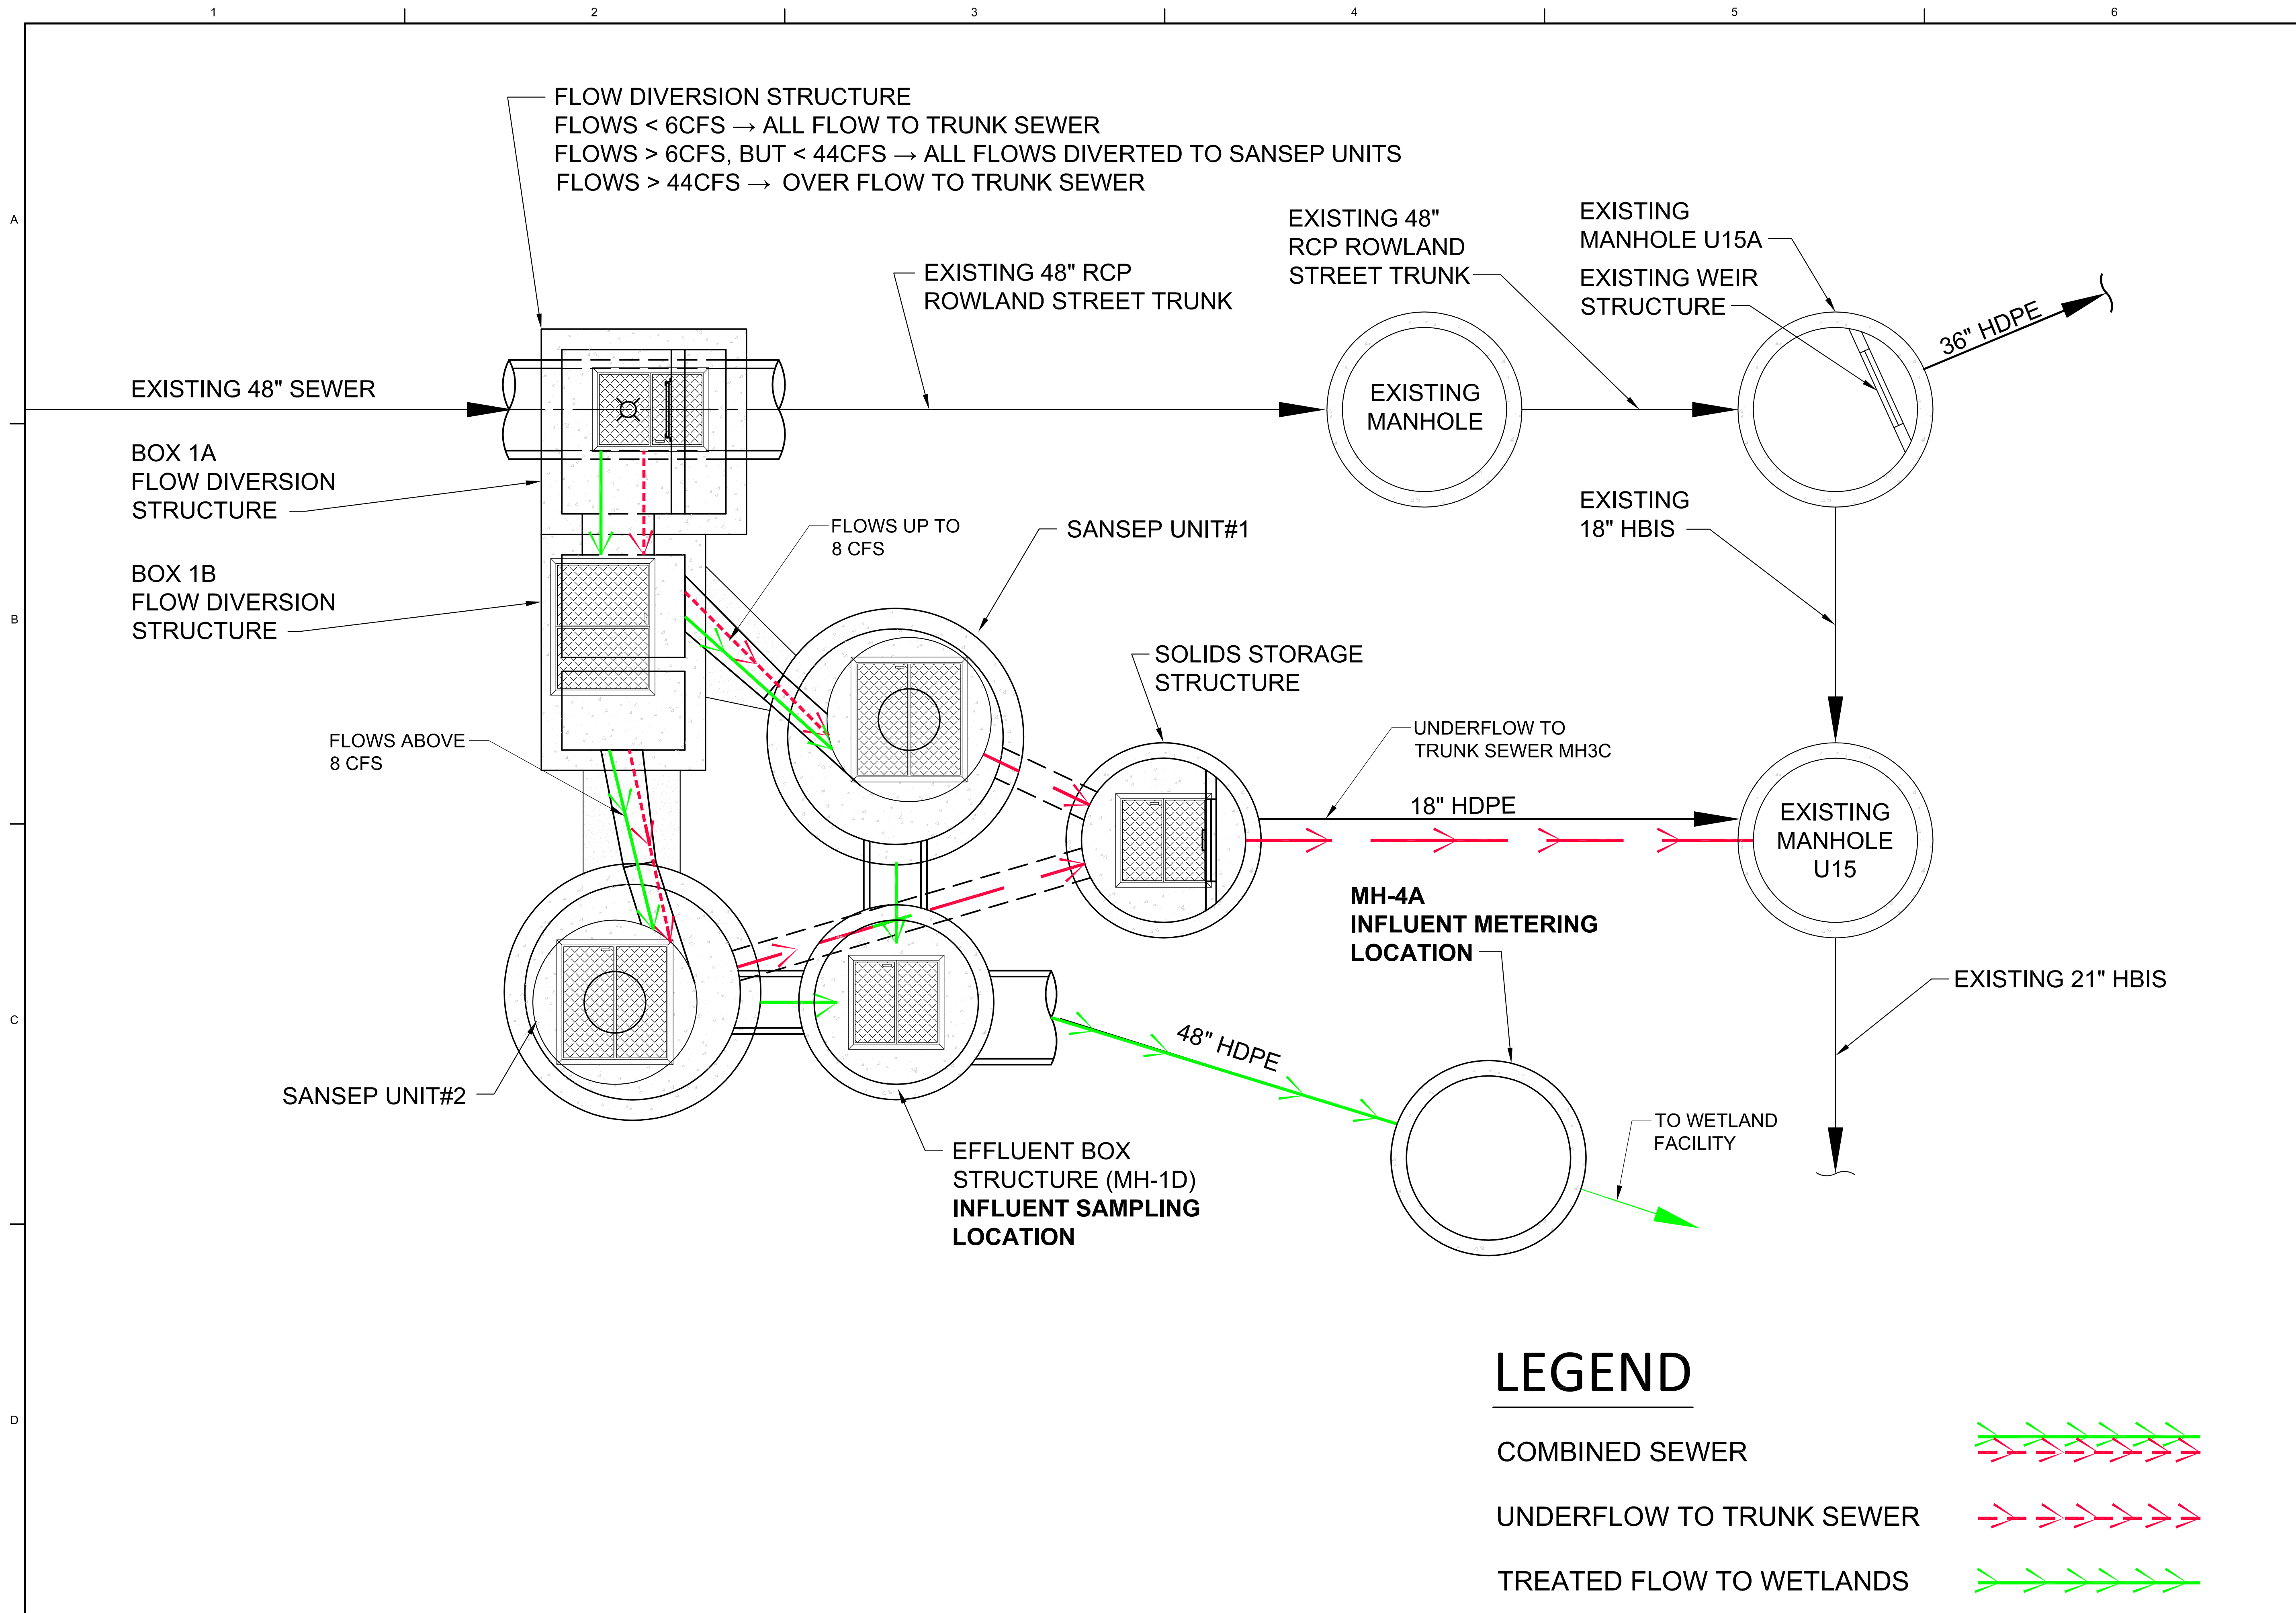 1 2 3 4 5 6
FLOW DIVERSION STRUCTURE
FLOWS < 6CFS → ALL FLOW TO TRUNK SEWER
FLOWS > 6CFS, BUT < 44CFS → ALL FLOWS DIVERTED TO SANSEP UNITS
FLOWS > 44CFS → OVER FLOW TO TRUNK SEWER
A
EXISTING 48" SEWER
EXISTING 48" RCP
ROWLAND STREET TRUNK
EXISTING 48"
RCP ROWLAND
STREET TRUNK
EXISTING
MANHOLE U15A
EXISTING WEIR
STRUCTURE
36" HDPE
EXISTING
MANHOLE
BOX 1A
FLOW DIVERSION
STRUCTURE
EXISTING
18" HBIS
FLOWS UP TO
8 CFS
SANSEP UNIT#1
B
BOX 1B
FLOW DIVERSION
STRUCTURE
SOLIDS STORAGE
STRUCTURE
FLOWS ABOVE
8 CFS
UNDERFLOW TO
TRUNK SEWER MH3C
18" HDPE
EXISTING
MANHOLE
U15
MH-4A
INFLUENT METERING
LOCATION
EXISTING 21" HBIS
C
48" HDPE
SANSEP UNIT#2
TO WETLAND
FACILITY
EFFLUENT BOX
STRUCTURE (MH-1D)
INFLUENT SAMPLING
LOCATION
D
LEGEND
COMBINED SEWER
UNDERFLOW TO TRUNK SEWER
TREATED FLOW TO WETLANDS